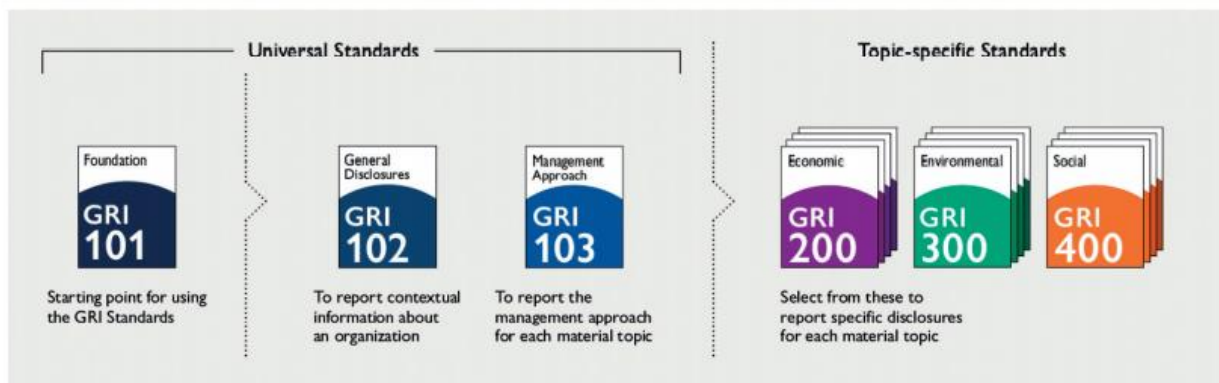 Universal Standards
Topic-specific Standards
Foundation
GRI
101
General
Disclosures
GRI
102
Management
Approach
GRI
103
Economic
GRI
200
Environmental
GRI
300
Social
GRI
400
Starting point for using
the GRI Standards
To report contextual
information about
an organization
To report the
management approach
for each material topic
Select from these to
report specific disclosures
for each material topic